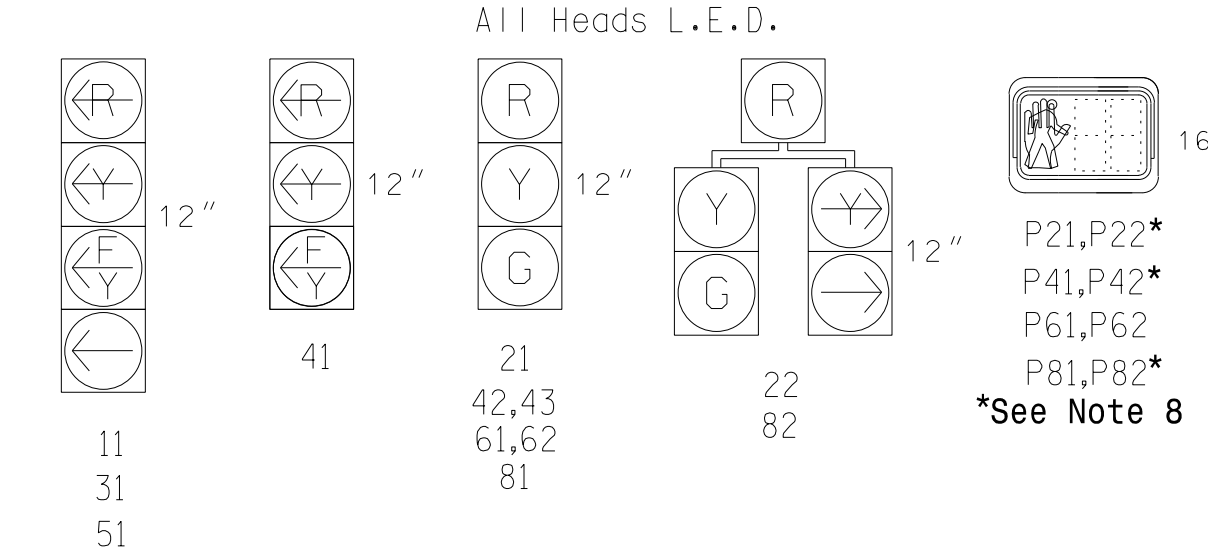 All Heads L.E.D.
R
Y
F
Y
12"
11
31
51
R
Y
F
Y
12"
41
R
Y
G
12"
21
42,43
61,62
81
R
Y
G
Y
12"
22
82
16
P21,P22*
P41,P42*
P61,P62
P81,P82*
*See Note 8